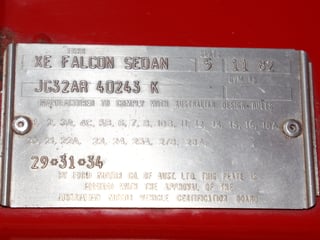 XE FALCON SEDAN 5 11 82
JG32AR 40243 K
MANUFACTURED TO COMPLY WITH AUSTRALIAN DESIGN RULES
29*31*34
BY FORD MOTOR CO OF AUST. LTD. THIS PLATE IS
AFFIXED WITH THE APPROVAL OF THE
AUSTRALIAN MOTOR VEHICLE CERTIFICATION BOARD